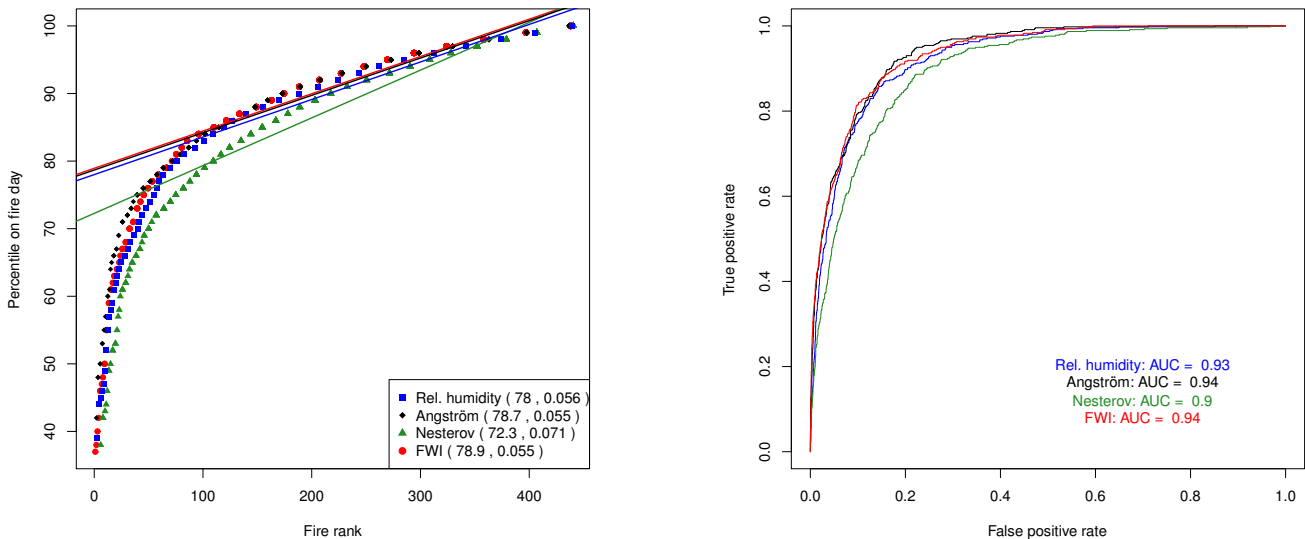 Percentile on fire day
100
90
80
70
60
50
40
Rel. humidity ( 78 , 0.056 )
Angström ( 78.7 , 0.055 )
Nesterov ( 72.3 , 0.071 )
FWI ( 78.9 , 0.055 )
0 100 200 300 400
Fire rank
True positive rate
1.0
0.8
0.6
0.4
0.2
0.0
Rel. humidity: AUC = 0.93
Angström: AUC = 0.94
Nesterov: AUC = 0.9
FWI: AUC = 0.94
0.0 0.2 0.4 0.6 0.8 1.0
False positive rate